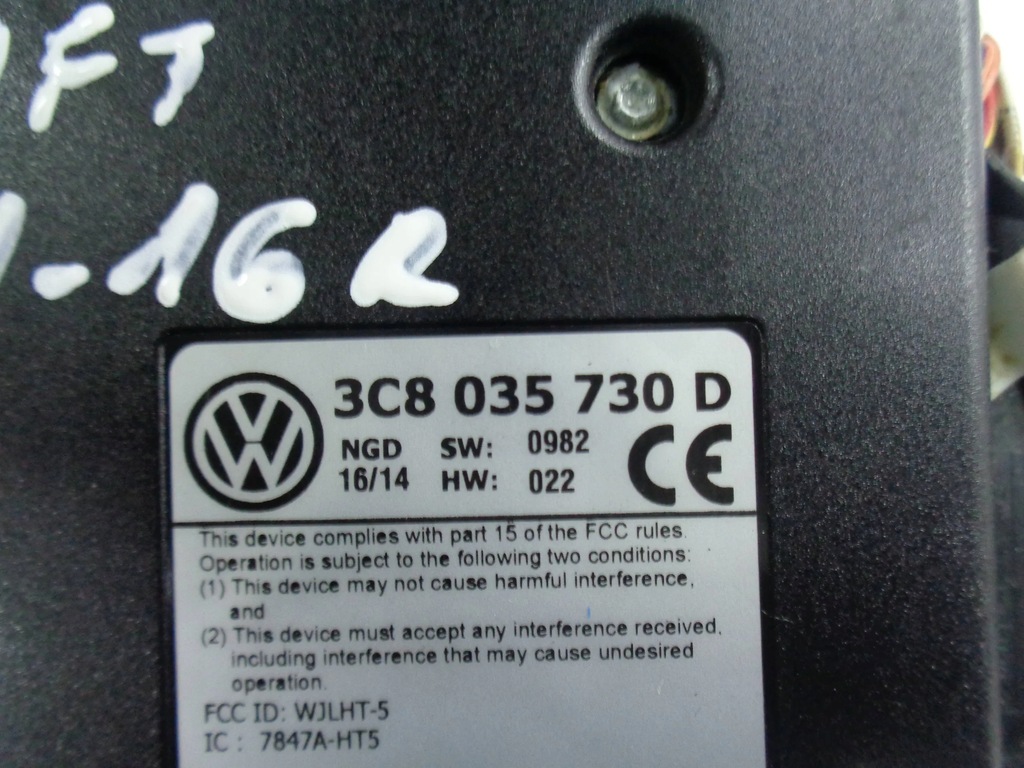 FT
-16R
3C8 035 730 D
NGD SW: 0982
16/14 HW: 022
CE
This device complies with part 15 of the FCC rules.
Operation is subject to the following two conditions:
(1) This device may not cause harmful interference,
and
(2) This device must accept any interference received,
including interference that may cause undesired
operation.
FCC ID: WJLHT-5
IC : 7847A-HT5